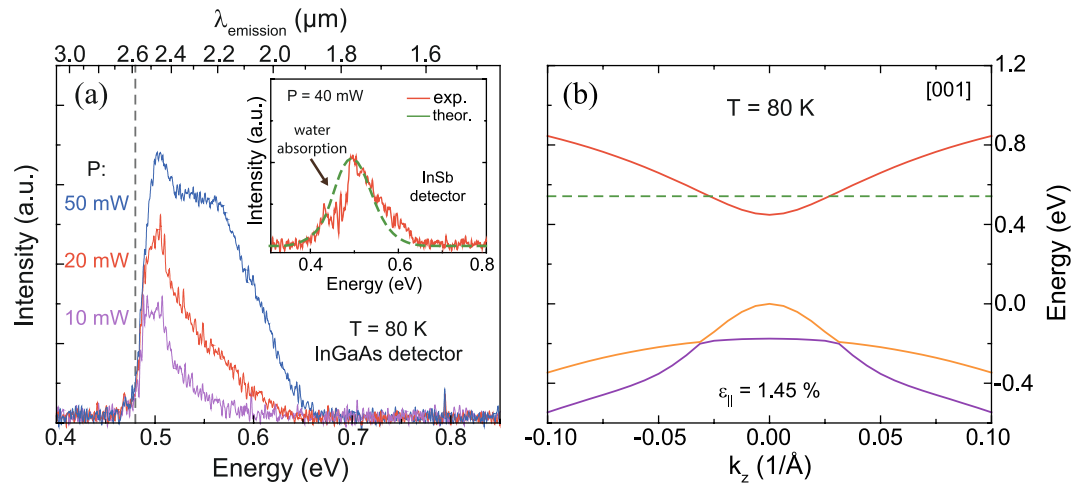 λemission (μm)
3.0 2.6 2.4 2.2 2.0 1.8 1.6
(a)
P:
50 mW
20 mW
10 mW
T = 80 K
InGaAs detector
Intensity (a.u.)
0.4 0.5 0.6 0.7 0.8
Energy (eV)
P = 40 mW
exp.
theor.
water
absorption
InSb
detector
Intensity (a.u.)
0.4 0.6 0.8
Energy (eV)
(b)
T = 80 K
[001]
1.2
0.8
0.4
0.0
-0.4
Energy (eV)
ε|| = 1.45 %
-0.10 -0.05 0.00 0.05 0.10
kz (1/Å)